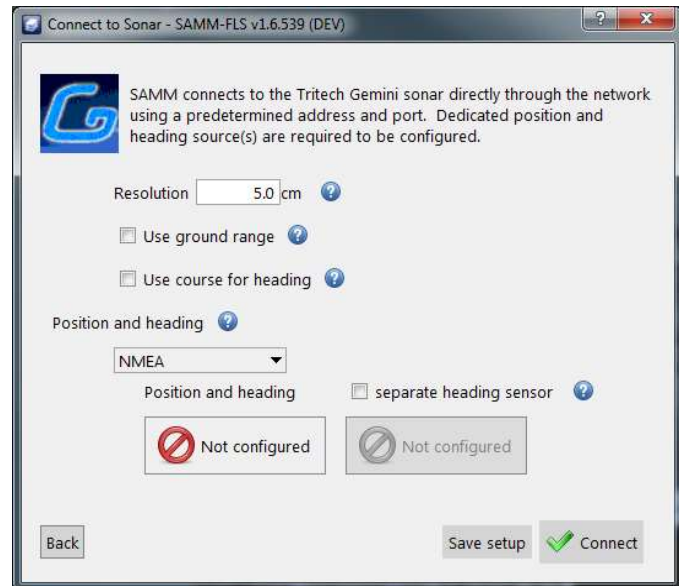 Connect to Sonar - SAMM-FLS v1.6.539 (DEV)
SAMM connects to the Tritech Gemini sonar directly through the network
using a predetermined address and port. Dedicated position and
heading source(s) are required to be configured.
Resolution 5.0 cm
Use ground range
Use course for heading
Position and heading
NMEA
Position and heading separate heading sensor
Not configured Not configured
Back Save setup Connect